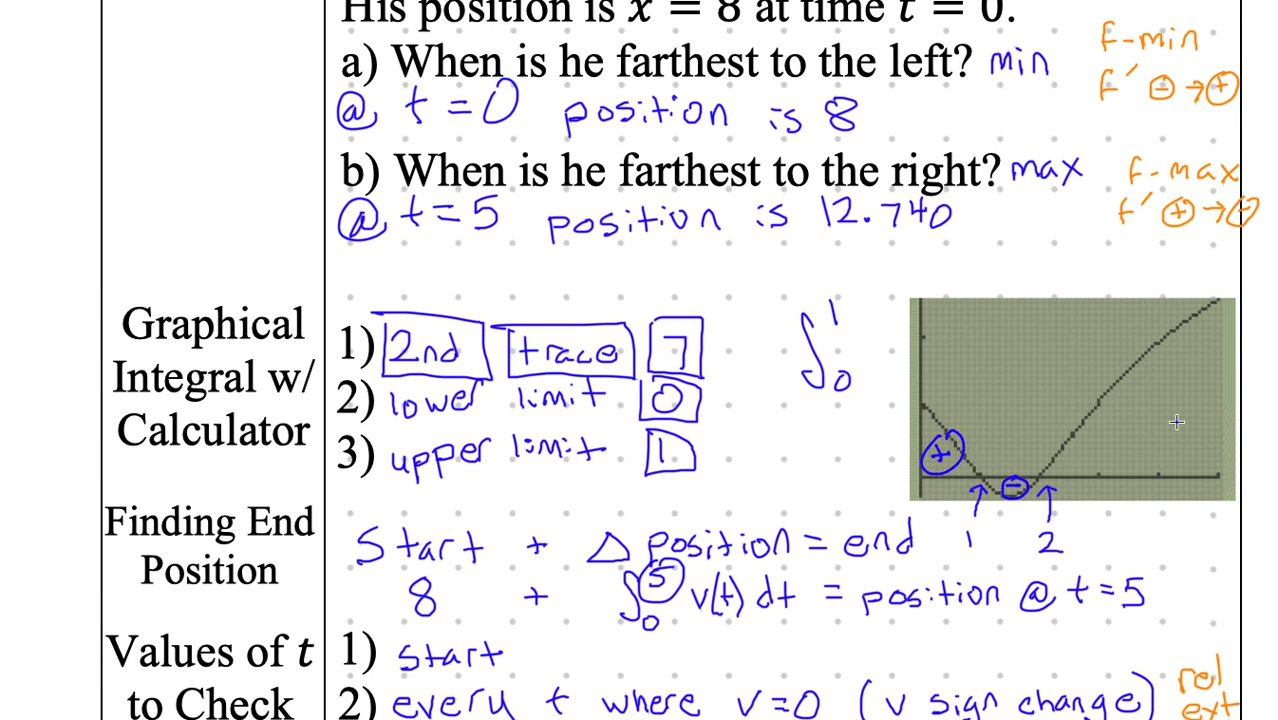 His position is x = 8 at time t = 0.
a) When is he farthest to the left? min
f-min
f' ⊖ → ⊕
@ t = 0 position is 8
b) When is he farthest to the right? max
f-max
f' ⊕ → ⊖
@ t = 5 position is 12.740
Graphical
Integral w/
Calculator
1) 2nd trace 7
2) lower limit 0
3) upper limit 1
∫₀¹
+
−
1 2
Finding End
Position
Start + Δ position = end
8 + ∫₀⁵ v(t) dt = position @ t = 5
Values of t
to Check
1) start
2) every t where v = 0 (v sign change)
rel
ext